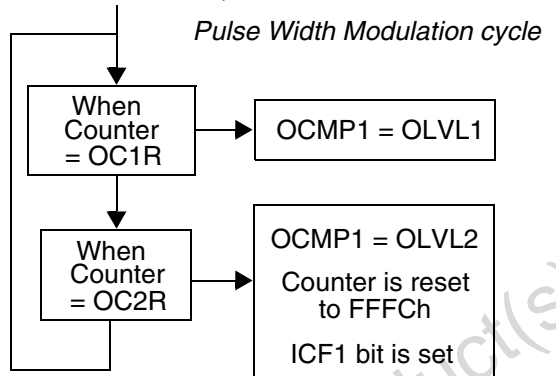 Pulse Width Modulation cycle
When
Counter
= OC1R
OCMP1 = OLVL1
When
Counter
= OC2R
OCMP1 = OLVL2
Counter is reset
to FFFCh
ICF1 bit is set